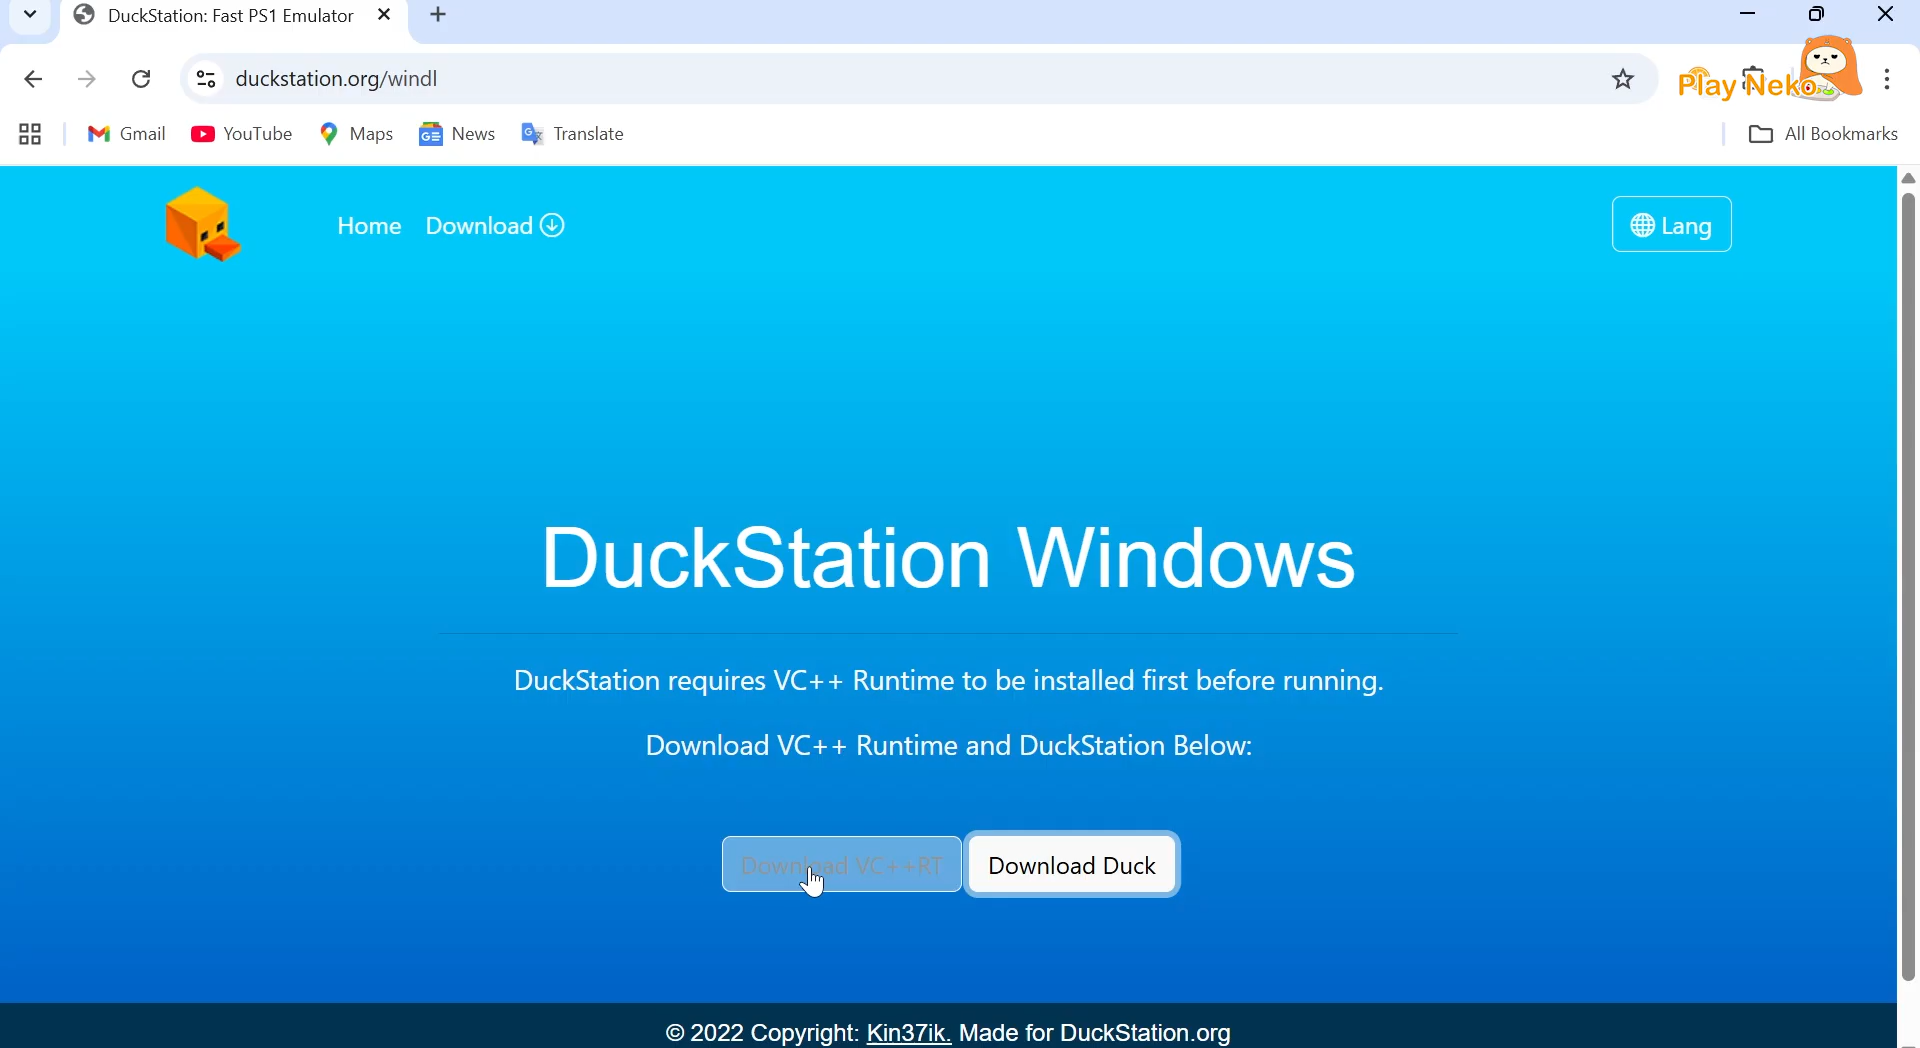 DuckStation: Fast PS1 Emulator
duckstation.org/windl
Play Neko
Gmail
YouTube
Maps
News
Translate
All Bookmarks
Home
Download
Lang
DuckStation Windows
DuckStation requires VC++ Runtime to be installed first before running.
Download VC++ Runtime and DuckStation Below:
Download VC++RT
Download Duck
© 2022 Copyright: Kin37ik. Made for DuckStation.org